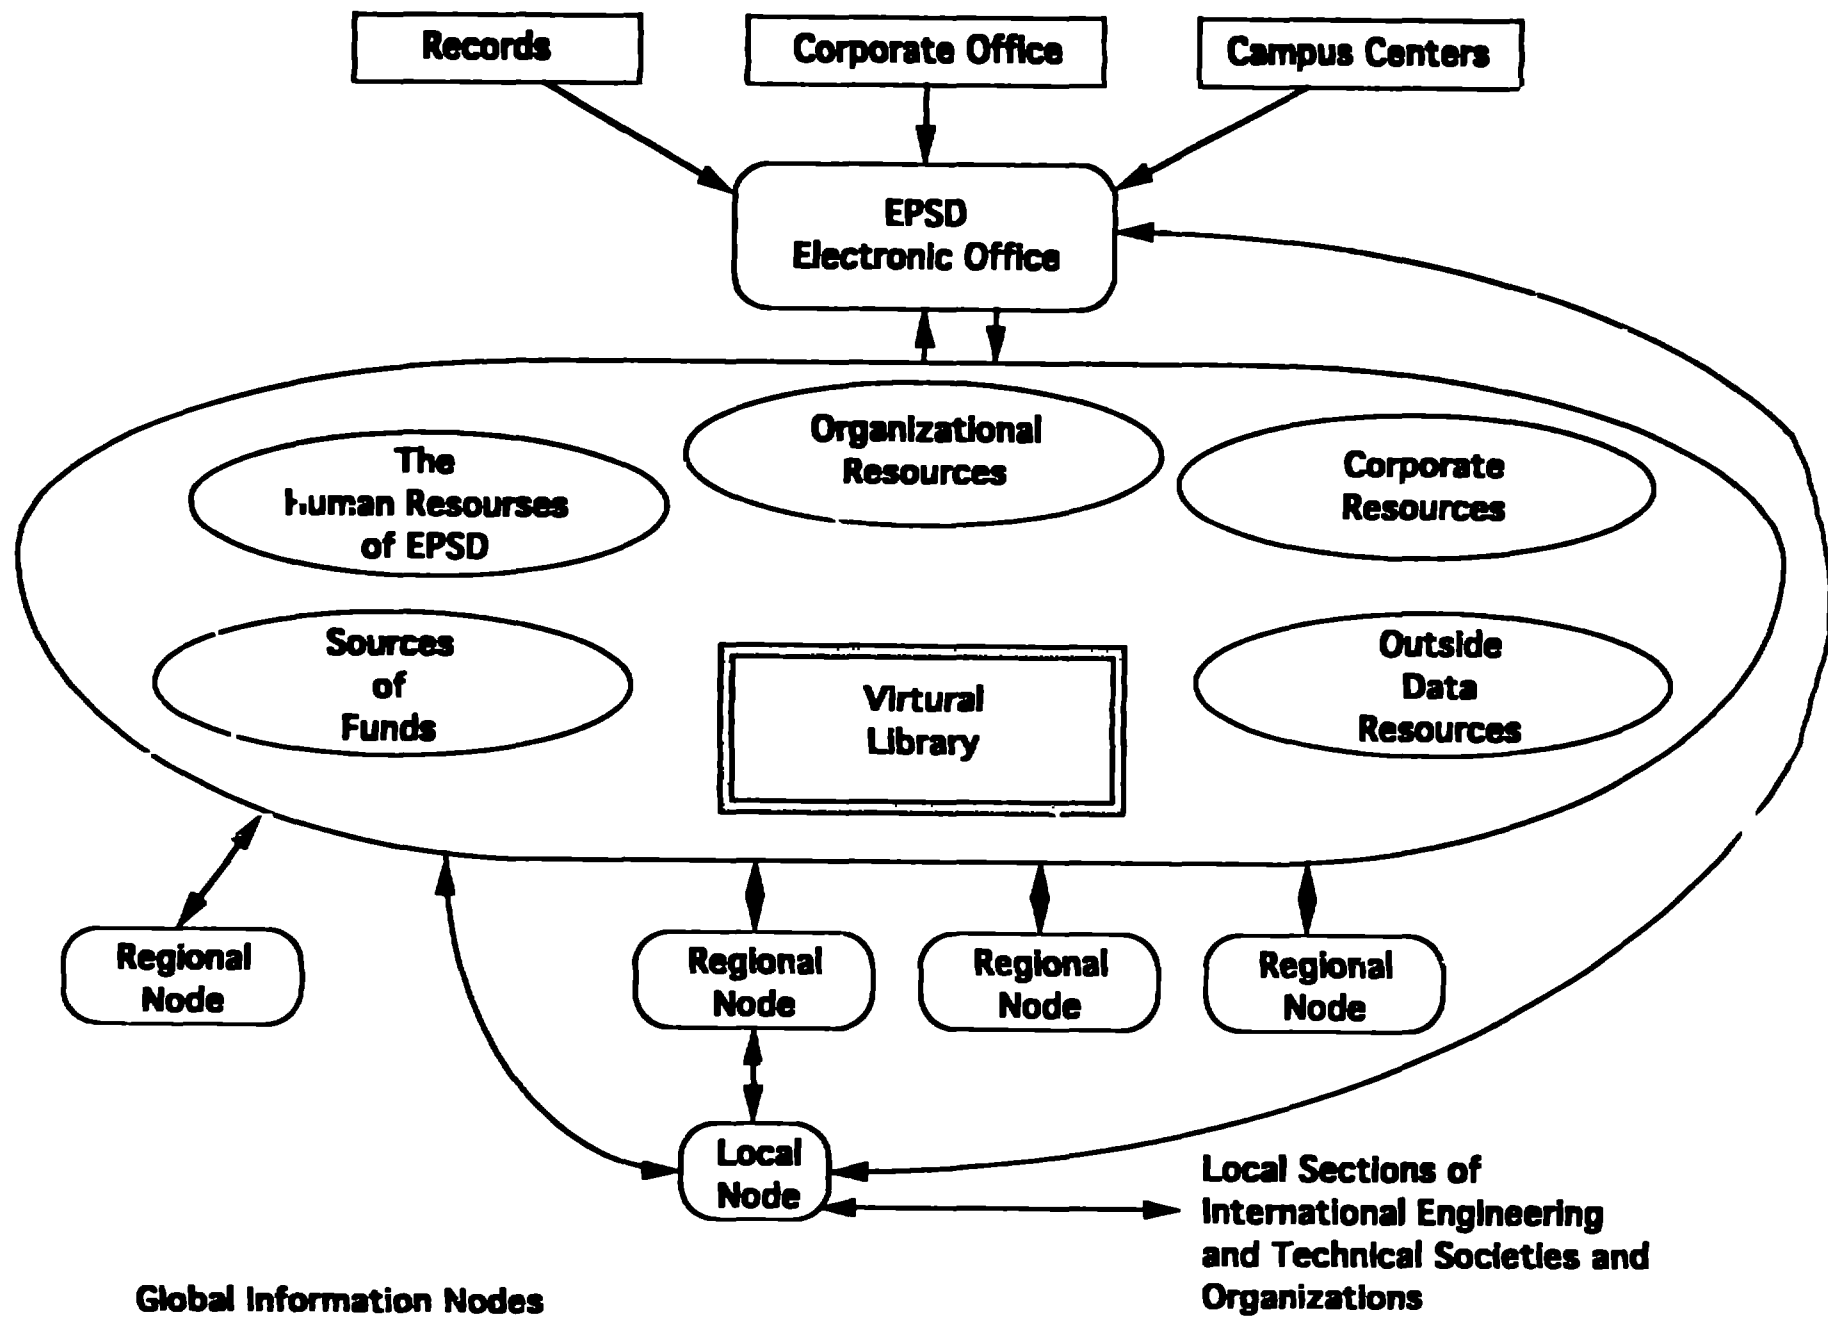 Records
Corporate Office
Campus Centers
EPSD
Electronic Office
Organizational
Resources
The
human Resourses
of EPSD
Corporate
Resources
Sources
of
Funds
Virtural
Library
Outside
Data
Resources
Regional
Node
Regional
Node
Regional
Node
Regional
Node
Local
Node
Local Sections of
International Engineering
and Technical Societies and
Organizations
Global Information Nodes